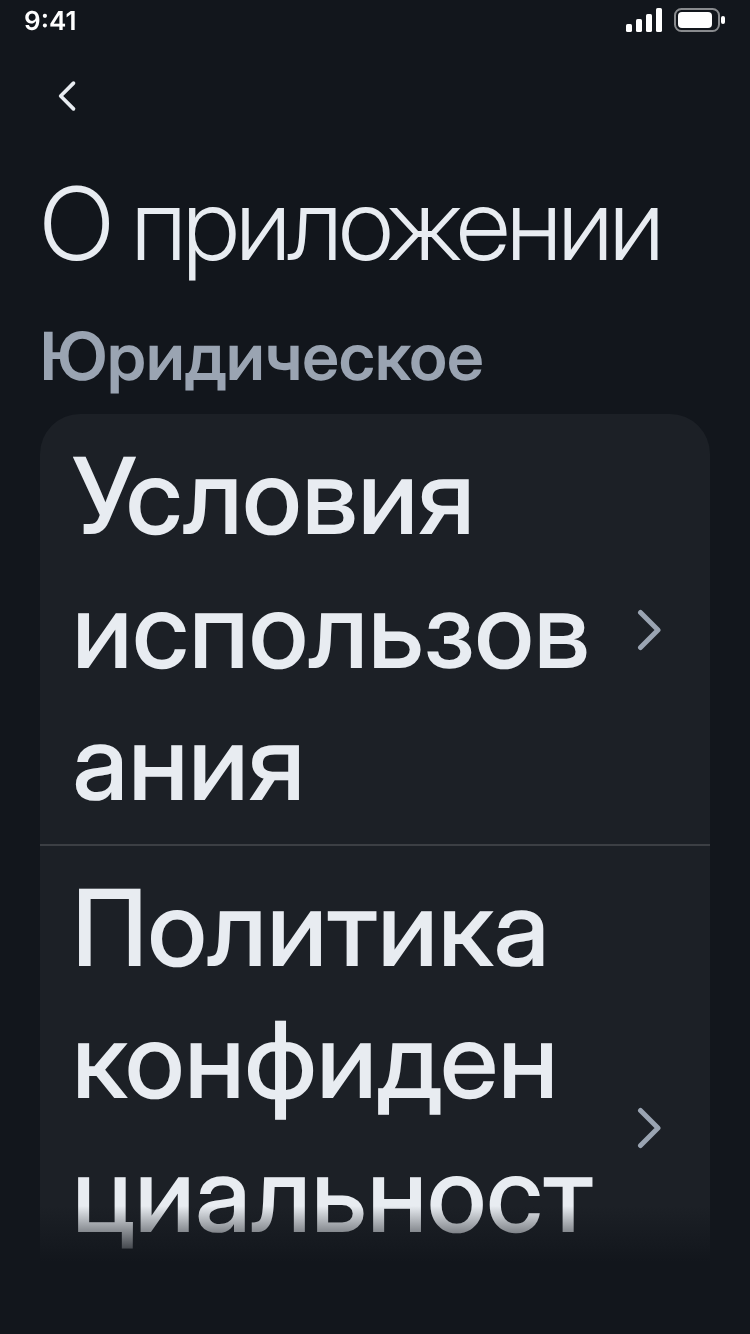 9:41
О приложении
Юридическое
Условия
использов
ания
Политика
конфиден
циальност